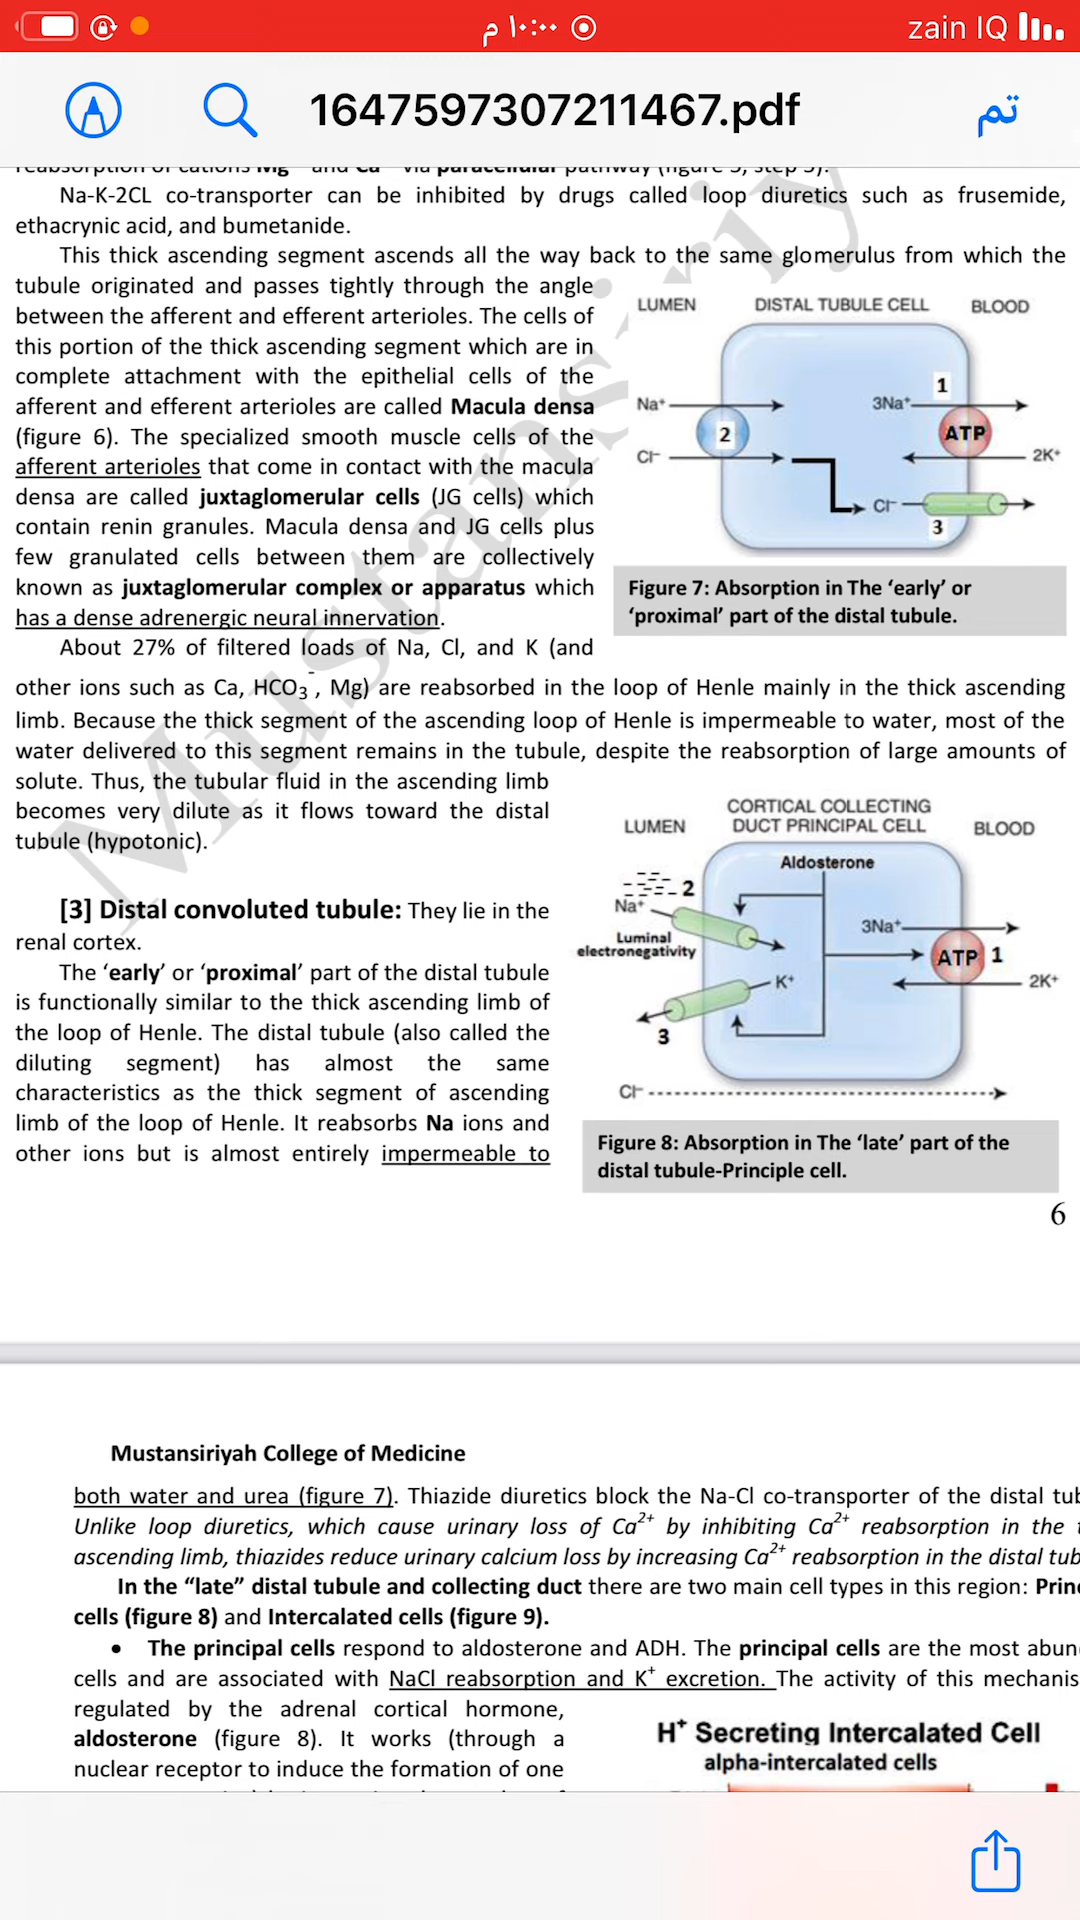 م ١٠:٠٠
zain IQ
1647597307211467.pdf
تم
Na-K-2CL co-transporter can be inhibited by drugs called loop diuretics such as frusemide,
ethacrynic acid, and bumetanide.
This thick ascending segment ascends all the way back to the same glomerulus from which the
tubule originated and passes tightly through the angle
between the afferent and efferent arterioles. The cells of
this portion of the thick ascending segment which are in
complete attachment with the epithelial cells of the
afferent and efferent arterioles are called Macula densa
(figure 6). The specialized smooth muscle cells of the
afferent arterioles that come in contact with the macula
densa are called juxtaglomerular cells (JG cells) which
contain renin granules. Macula densa and JG cells plus
few granulated cells between them are collectively
known as juxtaglomerular complex or apparatus which
has a dense adrenergic neural innervation.
LUMEN DISTAL TUBULE CELL BLOOD
1
Na⁺ 3Na⁺
2 ATP
Cl⁻ 2K⁺
Cl⁻
3
Figure 7: Absorption in The ‘early’ or
‘proximal’ part of the distal tubule.
About 27% of filtered loads of Na, Cl, and K (and
other ions such as Ca, HCO₃⁻, Mg) are reabsorbed in the loop of Henle mainly in the thick ascending
limb. Because the thick segment of the ascending loop of Henle is impermeable to water, most of the
water delivered to this segment remains in the tubule, despite the reabsorption of large amounts of
solute. Thus, the tubular fluid in the ascending limb
becomes very dilute as it flows toward the distal
tubule (hypotonic).
[3] Distal convoluted tubule: They lie in the
renal cortex.
The ‘early’ or ‘proximal’ part of the distal tubule
is functionally similar to the thick ascending limb of
the loop of Henle. The distal tubule (also called the
diluting segment) has almost the same
characteristics as the thick segment of ascending
limb of the loop of Henle. It reabsorbs Na ions and
other ions but is almost entirely impermeable to
CORTICAL COLLECTING
LUMEN DUCT PRINCIPAL CELL BLOOD
Aldosterone
2
Na⁺
3Na⁺
Luminal
electronegativity
ATP 1
K⁺ 2K⁺
3
Cl⁻
Figure 8: Absorption in The ‘late’ part of the
distal tubule-Principle cell.
6
Mustansiriyah College of Medicine
both water and urea (figure 7). Thiazide diuretics block the Na-Cl co-transporter of the distal tub
Unlike loop diuretics, which cause urinary loss of Ca²⁺ by inhibiting Ca²⁺ reabsorption in the
ascending limb, thiazides reduce urinary calcium loss by increasing Ca²⁺ reabsorption in the distal tub
In the “late” distal tubule and collecting duct there are two main cell types in this region: Prin
cells (figure 8) and Intercalated cells (figure 9).
• The principal cells respond to aldosterone and ADH. The principal cells are the most abun
cells and are associated with NaCl reabsorption and K⁺ excretion. The activity of this mechanis
regulated by the adrenal cortical hormone,
aldosterone (figure 8). It works (through a
nuclear receptor to induce the formation of one
H⁺ Secreting Intercalated Cell
alpha-intercalated cells